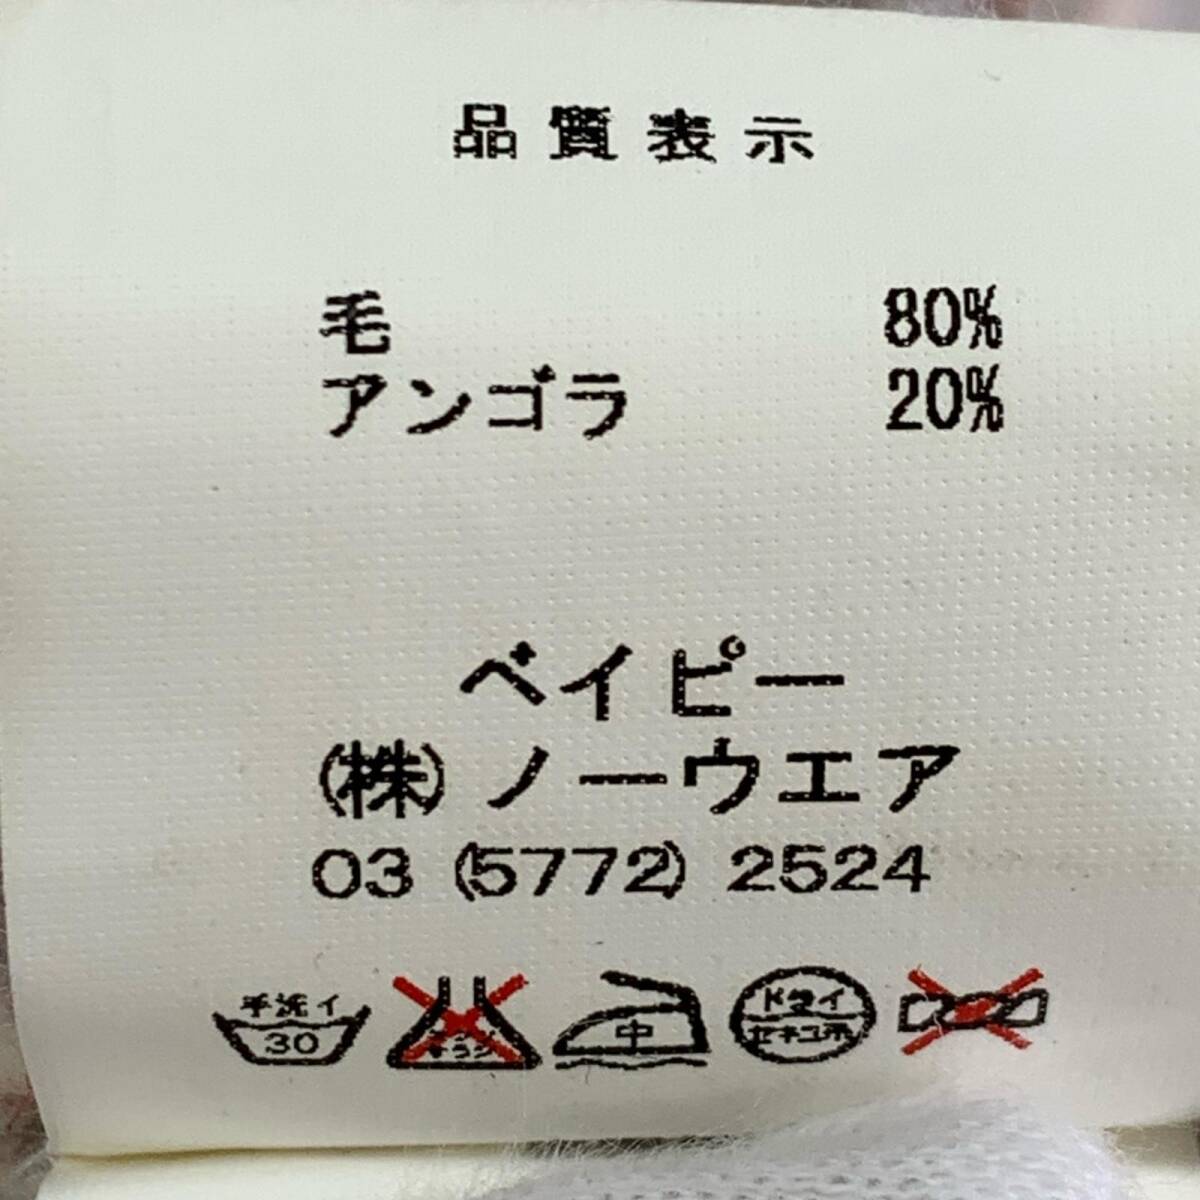 品質表示
毛 80%
アンゴラ 20%
ベイピー
(株)ノーウエア
03 (5772) 2524
手洗イ
30
中
ドライ
セキユ系